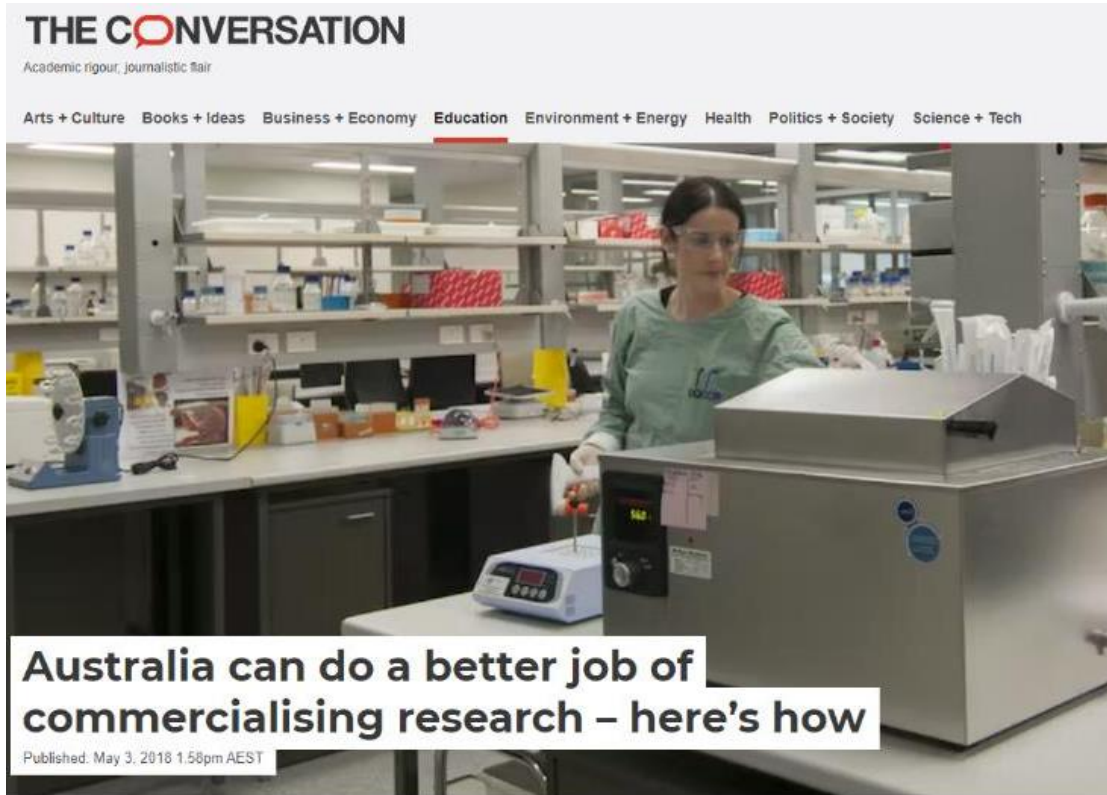 THE CONVERSATION
Academic rigour, journalistic flair
Arts + Culture Books + Ideas Business + Economy Education Environment + Energy Health Politics + Society Science + Tech
560
Australia can do a better job of
commercialising research – here's how
Published: May 3, 2018 1.58pm AEST